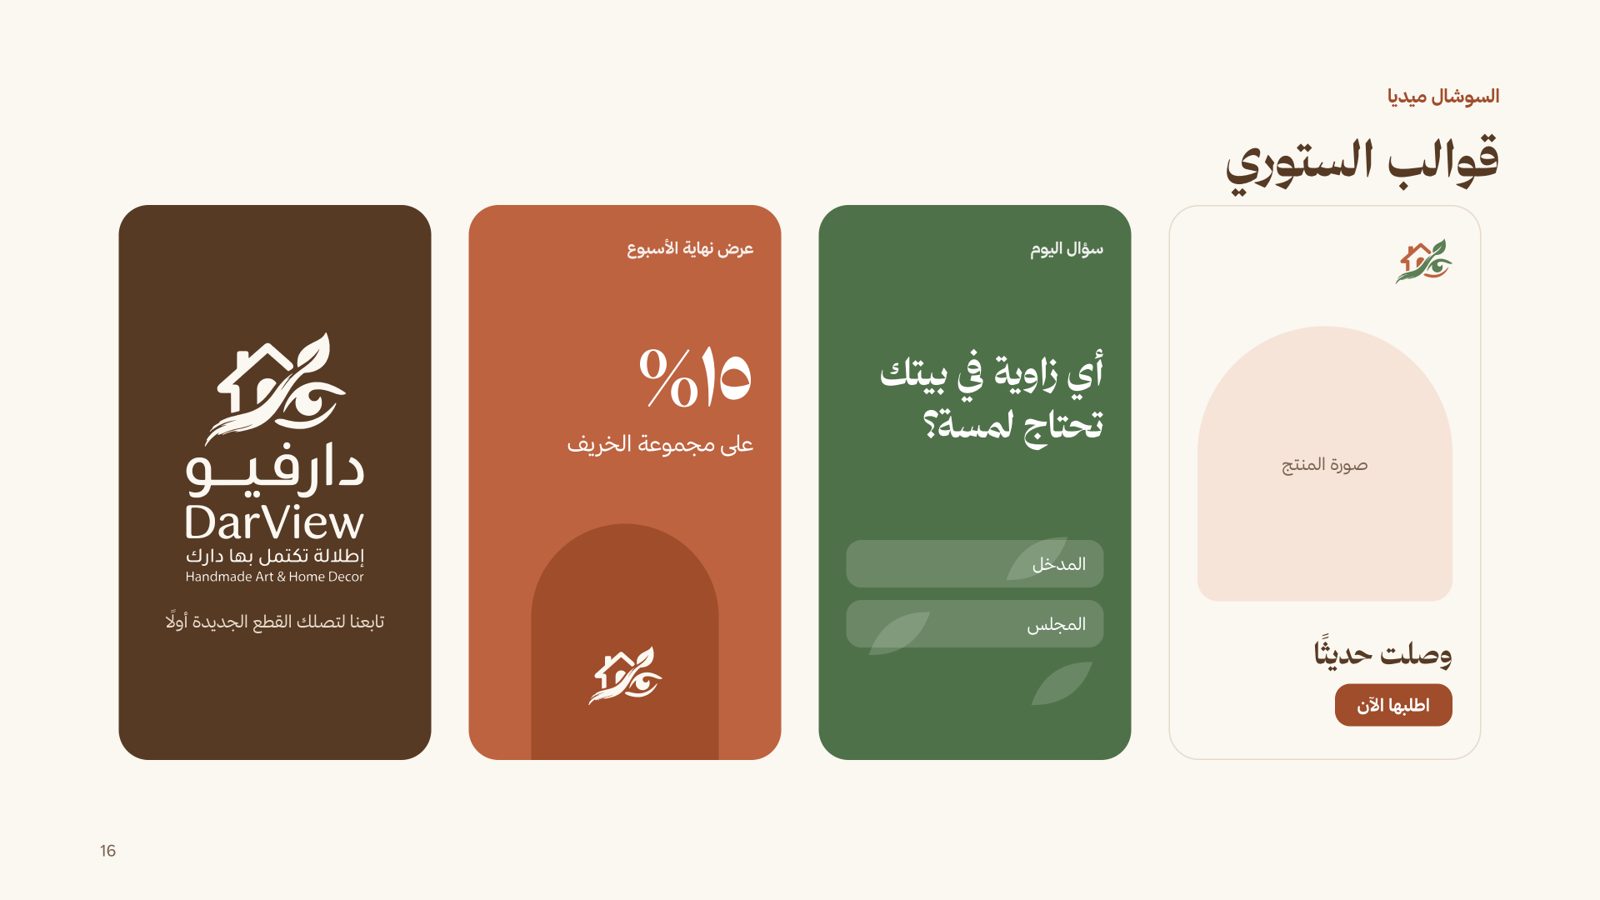 السوشال ميديا
قوالب الستوري
صورة المنتج
وصلت حديثًا
اطلبها الآن
سؤال اليوم
أي زاوية في بيتك
تحتاج لمسة؟
المدخل
المجلس
عرض نهاية الأسبوع
١٥%
على مجموعة الخريف
دارفيـو
DarView
إطلالة تكتمل بها دارك
Handmade Art & Home Decor
تابعنا لتصلك القطع الجديدة أولًا
16